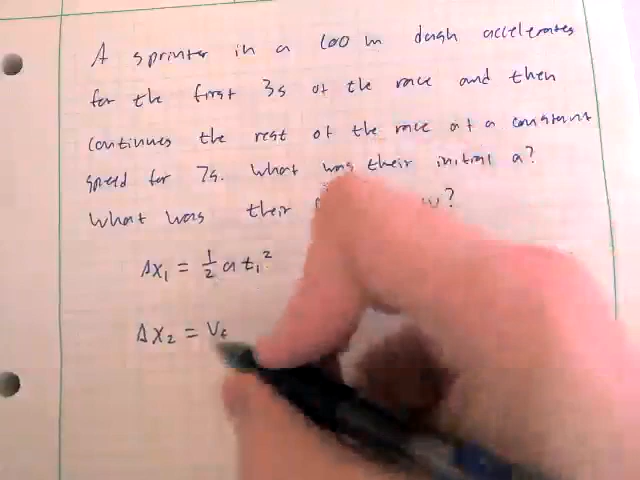 A sprinter in a 100 m dash accelerates
for the first 3s of the race and then
continues the rest of the race at a constant
speed for 7s. What was their initial a?
What was their
Δx₁ = ½ a t₁²
Δx₂ = V